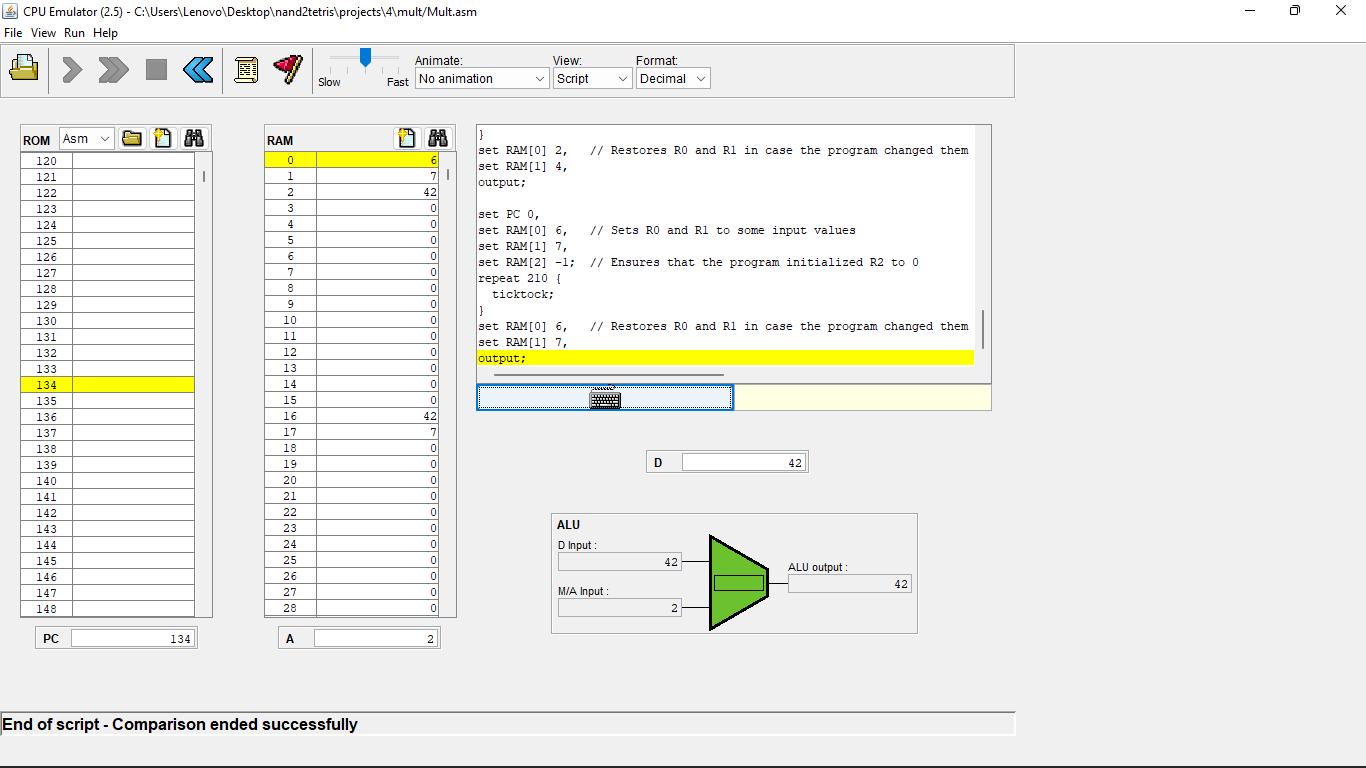 CPU Emulator (2.5) - C:\Users\Lenovo\Desktop\nand2tetris\projects\4\mult/Mult.asm
File View Run Help
Slow Fast
Animate: View: Format:
No animation Script Decimal
ROM Asm
120
121
122
123
124
125
126
127
128
129
130
131
132
133
134
135
136
137
138
139
140
141
142
143
144
145
146
147
148
PC 134
RAM
0 6
1 7
2 42
3 0
4 0
5 0
6 0
7 0
8 0
9 0
10 0
11 0
12 0
13 0
14 0
15 0
16 42
17 7
18 0
19 0
20 0
21 0
22 0
23 0
24 0
25 0
26 0
27 0
28 0
A 2
}
set RAM[0] 2,   // Restores R0 and R1 in case the program changed them
set RAM[1] 4,
output;
set PC 0,
set RAM[0] 6,   // Sets R0 and R1 to some input values
set RAM[1] 7,
set RAM[2] -1;  // Ensures that the program initialized R2 to 0
repeat 210 {
  ticktock;
}
set RAM[0] 6,   // Restores R0 and R1 in case the program changed them
set RAM[1] 7,
output;
D 42
ALU
D Input :
42
M/A Input :
2
ALU output :
42
End of script - Comparison ended successfully